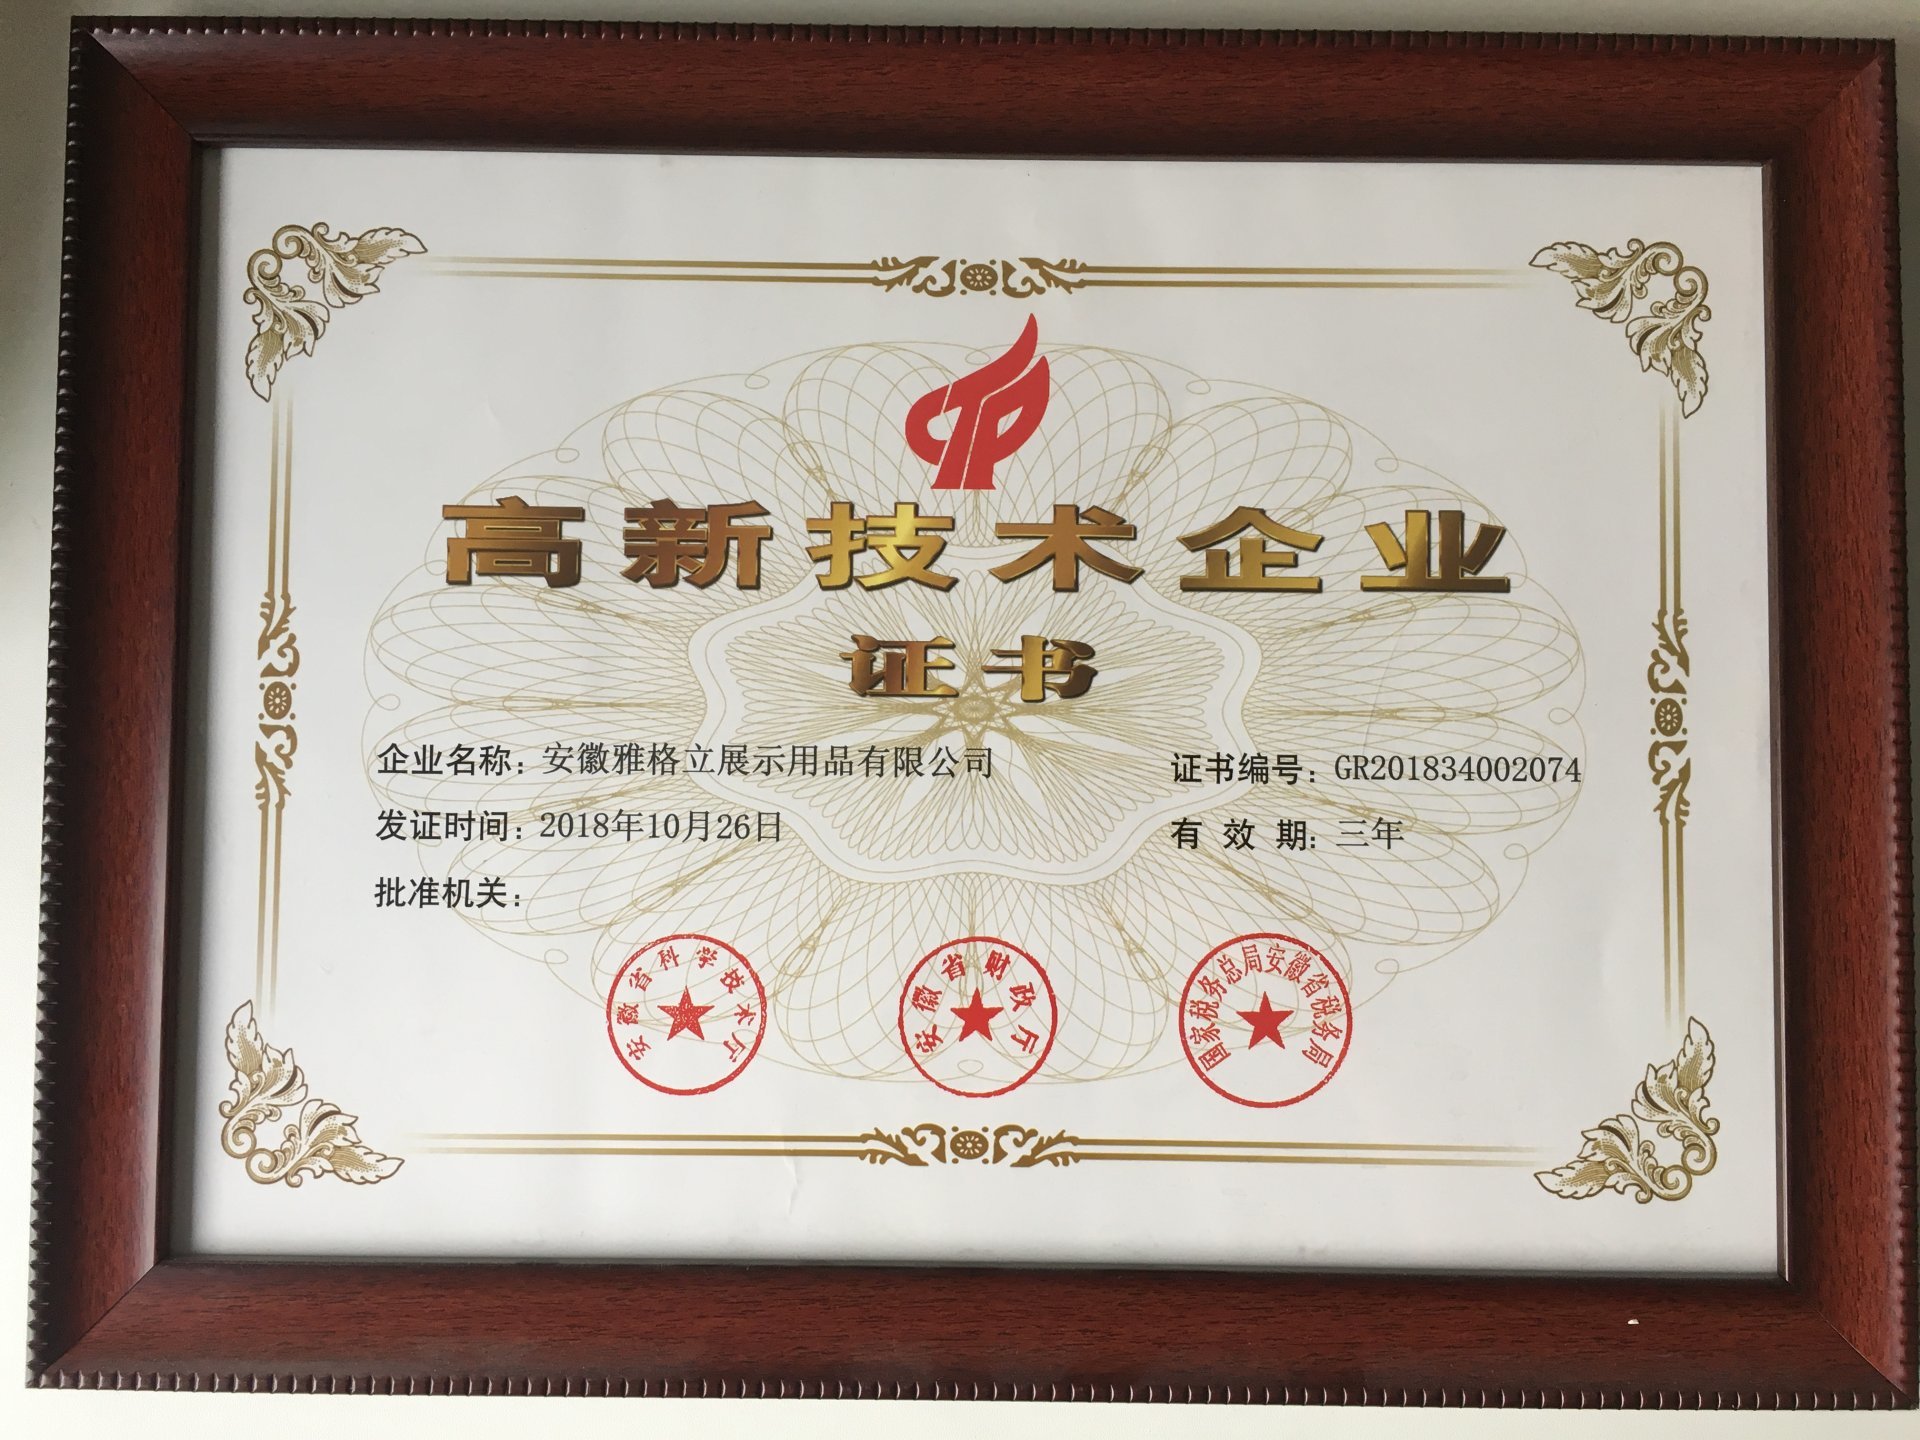 高新技术企业
证书
企业名称：安徽雅格立展示用品有限公司
证书编号：GR201834002074
发证时间：2018年10月26日
有效期：三年
批准机关：
安徽省科学技术厅
安徽省财政厅
国家税务总局安徽省税务局